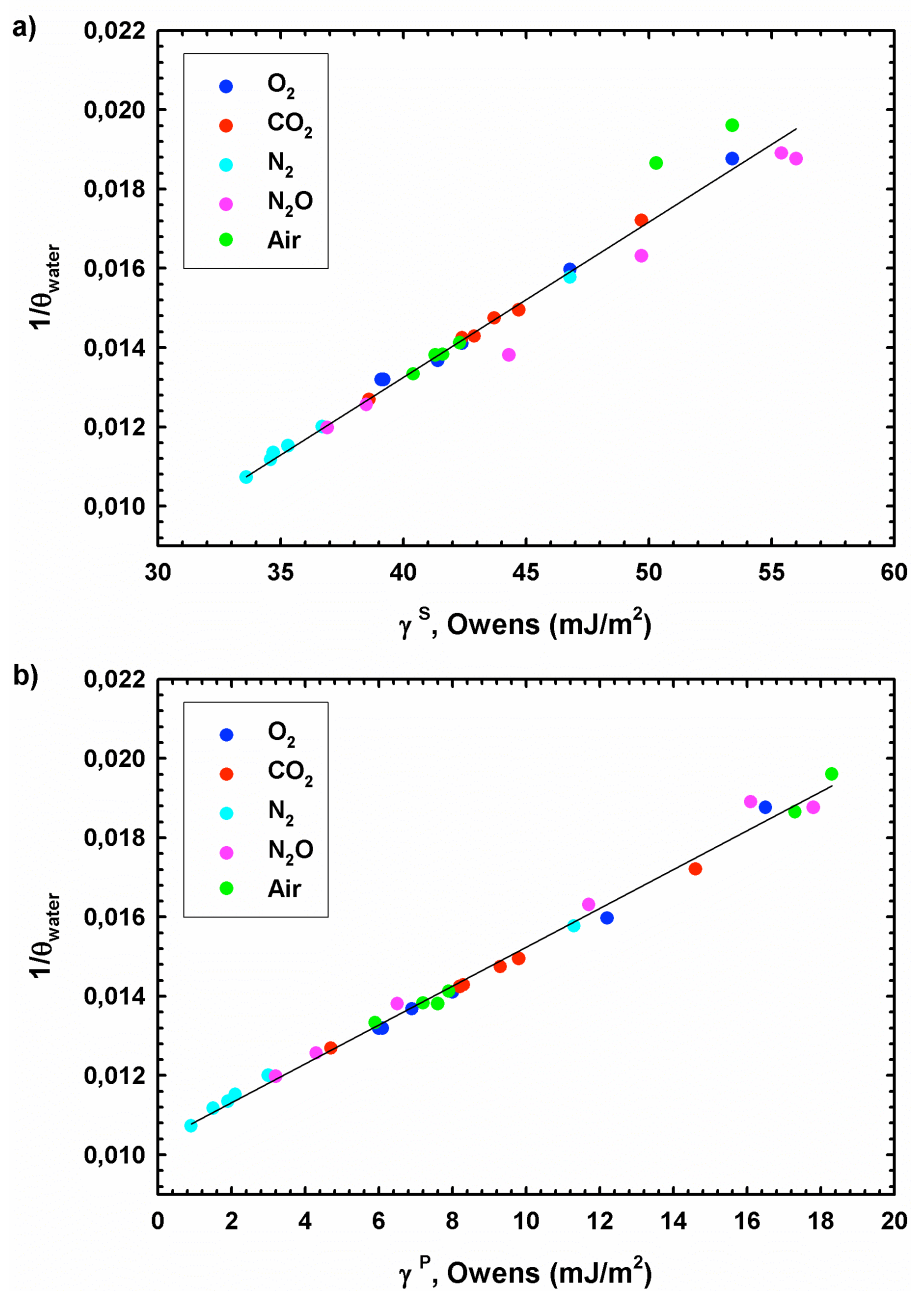 a)
0,022
0,020
0,018
0,016
0,014
0,012
0,010
1/θwater
O2
CO2
N2
N2O
Air
30 35 40 45 50 55 60
γ S, Owens (mJ/m2)
b)
0,022
0,020
0,018
0,016
0,014
0,012
0,010
1/θwater
O2
CO2
N2
N2O
Air
0 2 4 6 8 10 12 14 16 18 20
γ P, Owens (mJ/m2)